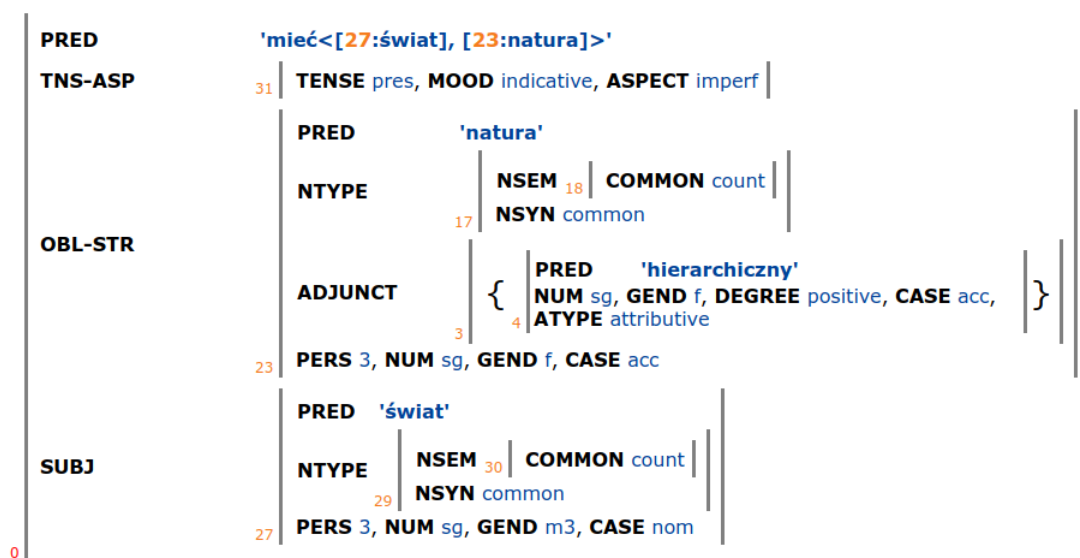 PRED 'mieć<[27:świat], [23:natura]>'
TNS-ASP 31 TENSE pres, MOOD indicative, ASPECT imperf
PRED 'natura'
NTYPE NSEM 18 COMMON count
17 NSYN common
OBL-STR
ADJUNCT { PRED 'hierarchiczny'
NUM sg, GEND f, DEGREE positive, CASE acc, }
3 4 ATYPE attributive
23 PERS 3, NUM sg, GEND f, CASE acc
PRED 'świat'
SUBJ NTYPE NSEM 30 COMMON count
29 NSYN common
27 PERS 3, NUM sg, GEND m3, CASE nom
0